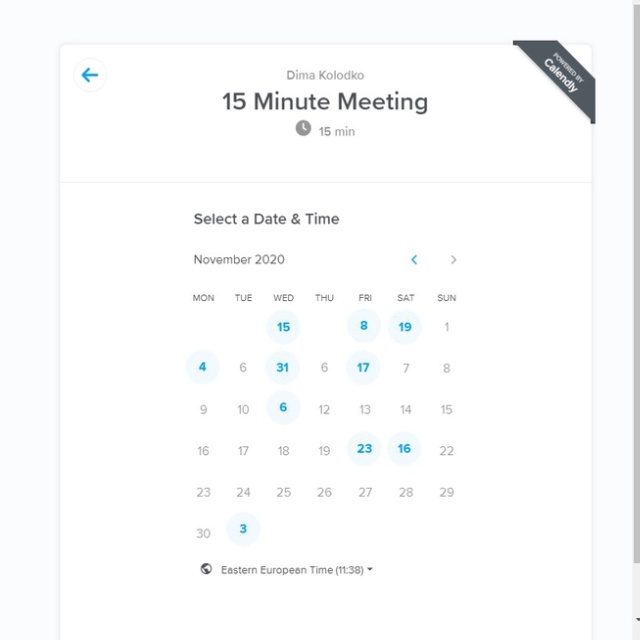 POWERED BY
Calendly
Dima Kolodko
15 Minute Meeting
15 min
Select a Date & Time
November 2020
MON TUE WED THU FRI SAT SUN
15 8 19 1
4 6 31 6 17 7 8
9 10 6 12 13 14 15
16 17 18 19 23 16 22
23 24 25 26 27 28 29
30 3
Eastern European Time (11:38)